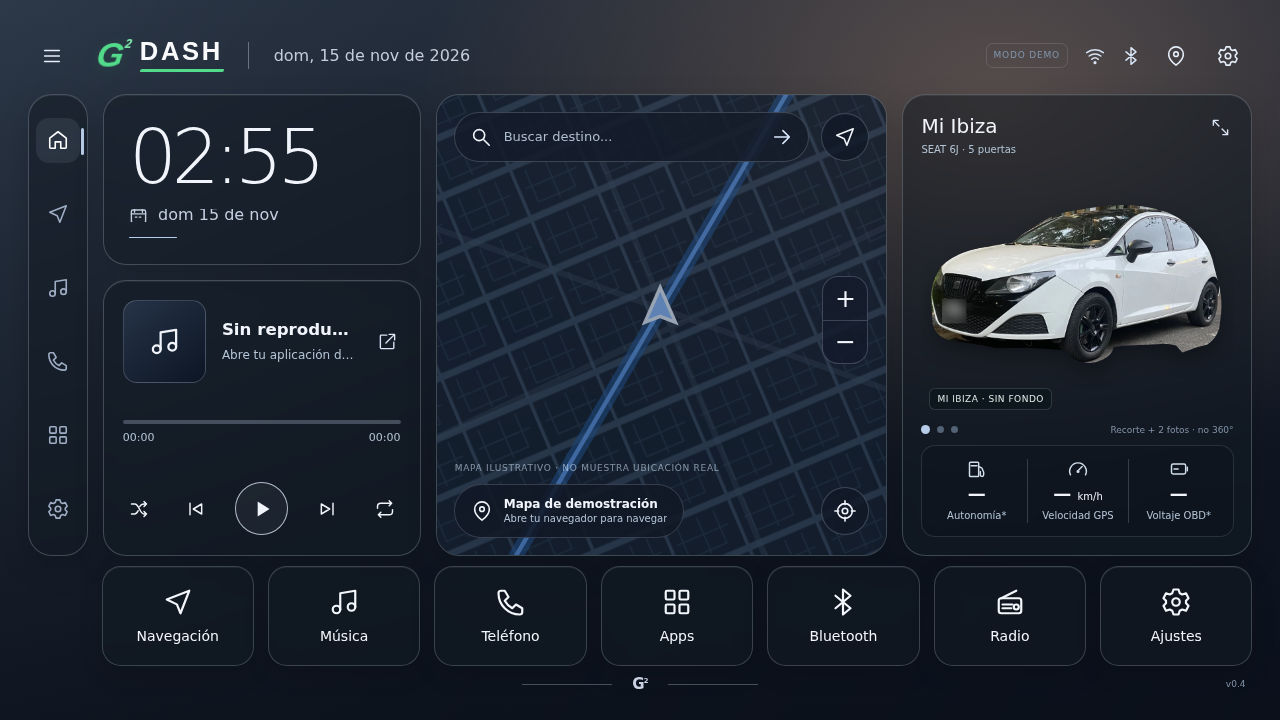 G² DASH
dom, 15 de nov de 2026
MODO DEMO
02:55
dom 15 de nov
Sin reprodu...
Abre tu aplicación d...
00:00
00:00
Buscar destino...
MAPA ILUSTRATIVO · NO MUESTRA UBICACIÓN REAL
Mapa de demostración
Abre tu navegador para navegar
Mi Ibiza
SEAT 6J · 5 puertas
MI IBIZA · SIN FONDO
Recorte + 2 fotos · no 360°
—
Autonomía*
— km/h
Velocidad GPS
—
Voltaje OBD*
Navegación
Música
Teléfono
Apps
Bluetooth
Radio
Ajustes
G²
v0.4